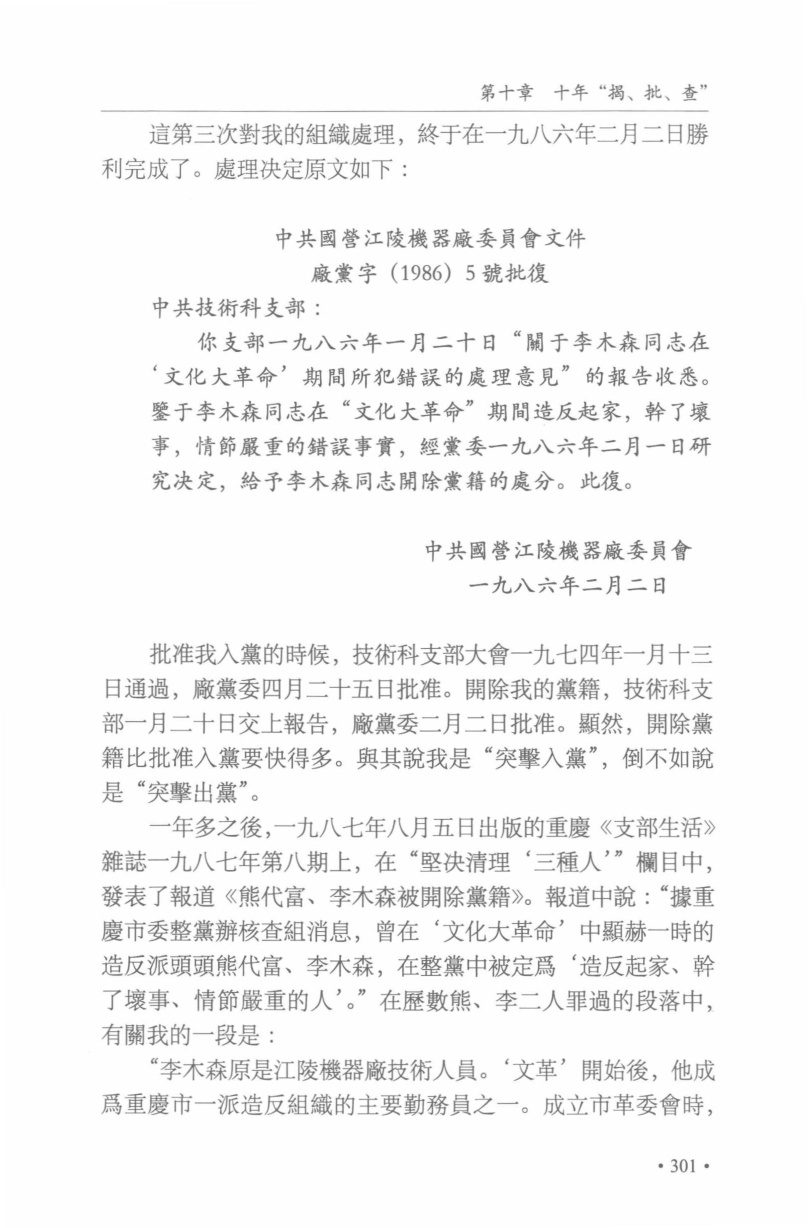 第十章　十年“揭、批、查”
這第三次對我的組織處理，終于在一九八六年二月二日勝
利完成了。處理决定原文如下：
中共國營江陵機器廠委員會文件
廠黨字（1986）5 號批復
中共技術科支部：
你支部一九八六年一月二十日“關于李木森同志在
‘文化大革命’期間所犯錯誤的處理意見”的報告收悉。
鑒于李木森同志在“文化大革命”期間造反起家，幹了壞
事，情節嚴重的錯誤事實，經黨委一九八六年二月一日研
究决定，給予李木森同志開除黨籍的處分。此復。
中共國營江陵機器廠委員會
一九八六年二月二日
批准我入黨的時候，技術科支部大會一九七四年一月十三
日通過，廠黨委四月二十五日批准。開除我的黨籍，技術科支
部一月二十日交上報告，廠黨委二月二日批准。顯然，開除黨
籍比批准入黨要快得多。與其說我是“突擊入黨”，倒不如說
是“突擊出黨”。
一年多之後，一九八七年八月五日出版的重慶《支部生活》
雜誌一九八七年第八期上，在“堅决清理‘三種人’”欄目中，
發表了報道《熊代富、李木森被開除黨籍》。報道中說：“據重
慶市委整黨辦核查組消息，曾在‘文化大革命’中顯赫一時的
造反派頭頭熊代富、李木森，在整黨中被定爲‘造反起家、幹
了壞事、情節嚴重的人’。”在歷數熊、李二人罪過的段落中，
有關我的一段是：
“李木森原是江陵機器廠技術人員。‘文革’開始後，他成
爲重慶市一派造反組織的主要勤務員之一。成立市革委會時，
• 301 •